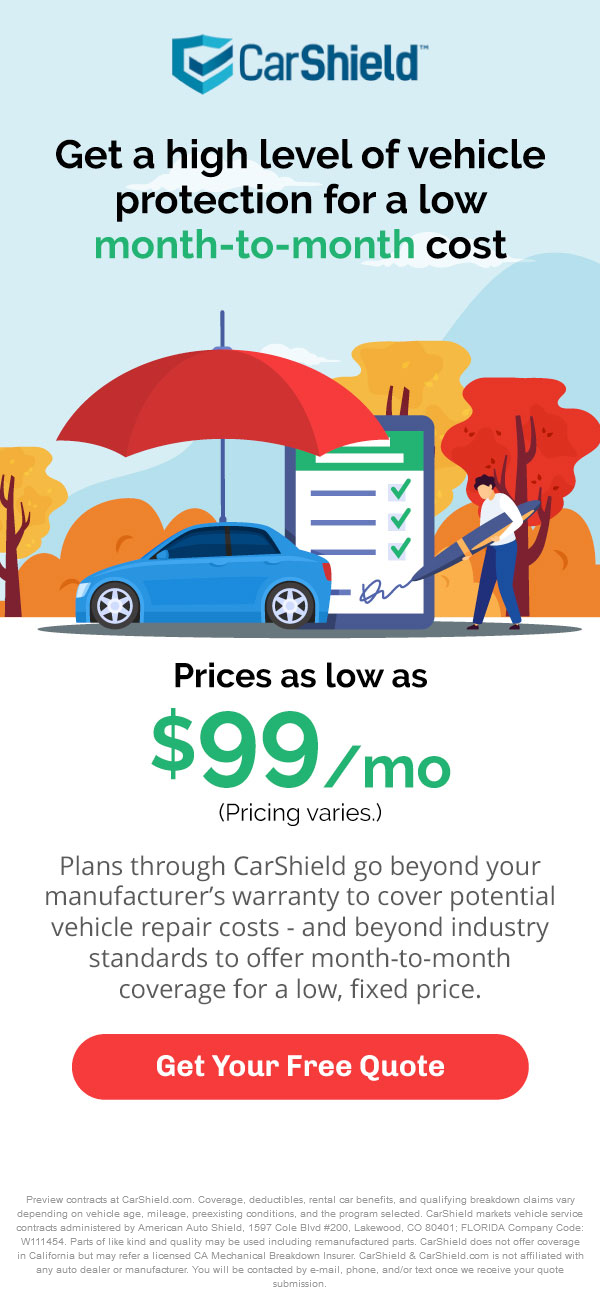 CarShield™
Get a high level of vehicle
protection for a low
month-to-month cost
Prices as low as
$99/mo
(Pricing varies.)
Plans through CarShield go beyond your
manufacturer’s warranty to cover potential
vehicle repair costs - and beyond industry
standards to offer month-to-month
coverage for a low, fixed price.
Get Your Free Quote
Preview contracts at CarShield.com. Coverage, deductibles, rental car benefits, and qualifying breakdown claims vary
depending on vehicle age, mileage, preexisting conditions, and the program selected. CarShield markets vehicle service
contracts administered by American Auto Shield, 1597 Cole Blvd #200, Lakewood, CO 80401; FLORIDA Company Code:
W111454. Parts of like kind and quality may be used including remanufactured parts. CarShield does not offer coverage
in California but may refer a licensed CA Mechanical Breakdown Insurer. CarShield & CarShield.com is not affiliated with
any auto dealer or manufacturer. You will be contacted by e-mail, phone, and/or text once we receive your quote
submission.